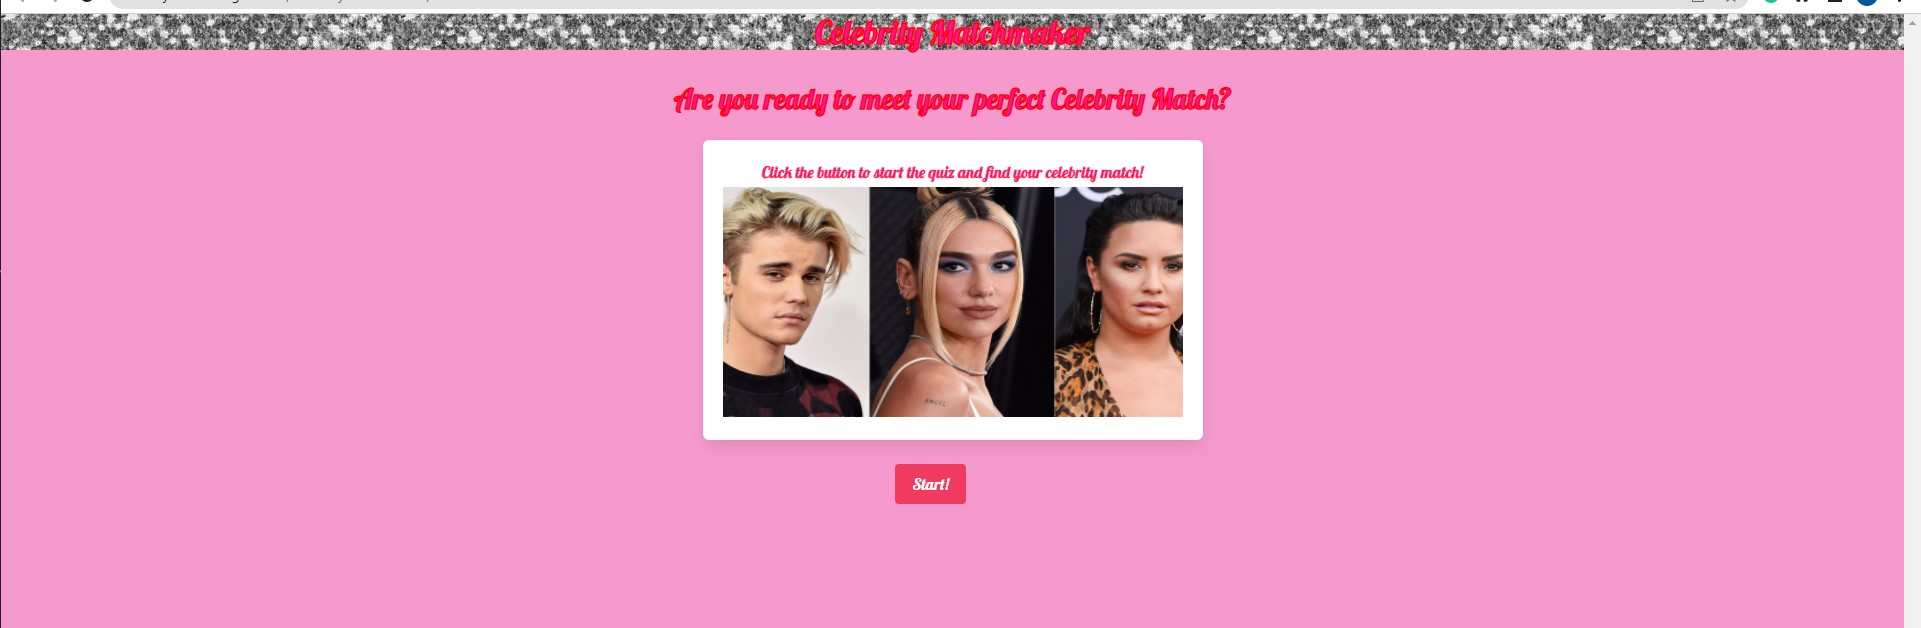 Celebrity Matchmaker
Are you ready to meet your perfect Celebrity Match?
Click the button to start the quiz and find your celebrity match!
ANGEL
Start!